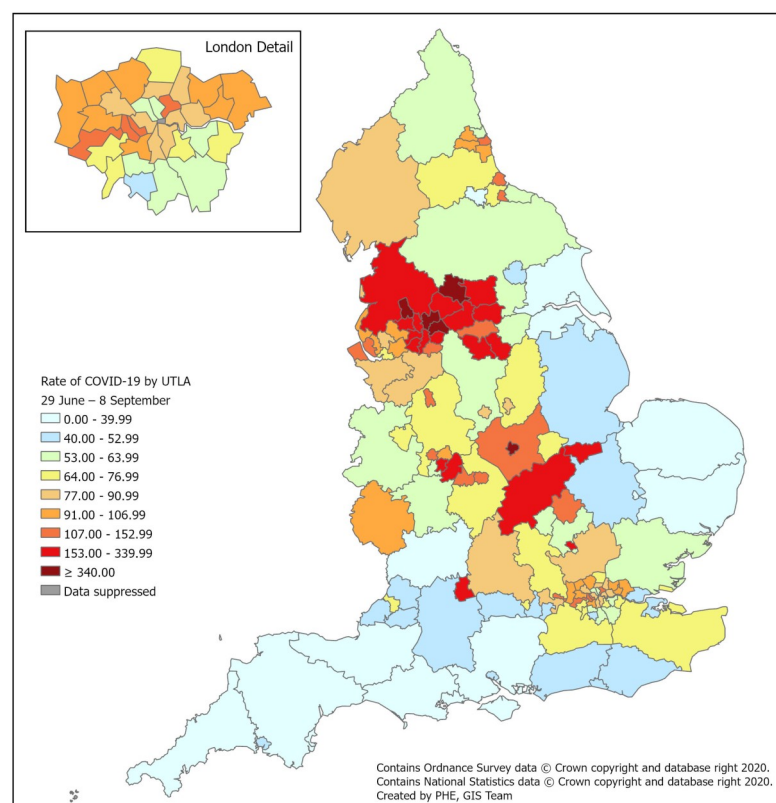 London Detail
Rate of COVID-19 by UTLA
29 June – 8 September
0.00 - 39.99
40.00 - 52.99
53.00 - 63.99
64.00 - 76.99
77.00 - 90.99
91.00 - 106.99
107.00 - 152.99
153.00 - 339.99
≥ 340.00
Data suppressed
Contains Ordnance Survey data © Crown copyright and database right 2020.
Contains National Statistics data © Crown copyright and database right 2020.
Created by PHE, GIS Team